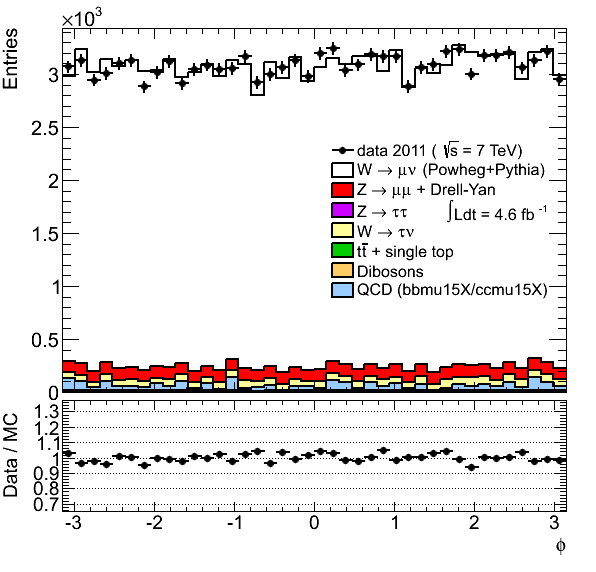 ×10³
Entries
3
2.5
2
1.5
1
0.5
0
data 2011 ( √s = 7 TeV)
W → μν (Powheg+Pythia)
Z → μμ + Drell-Yan
Z → ττ
∫Ldt = 4.6 fb⁻¹
W → τν
tt̄ + single top
Dibosons
QCD (bbmu15X/ccmu15X)
Data / MC
1.3
1.2
1.1
1
0.9
0.8
0.7
-3 -2 -1 0 1 2 3
ϕ